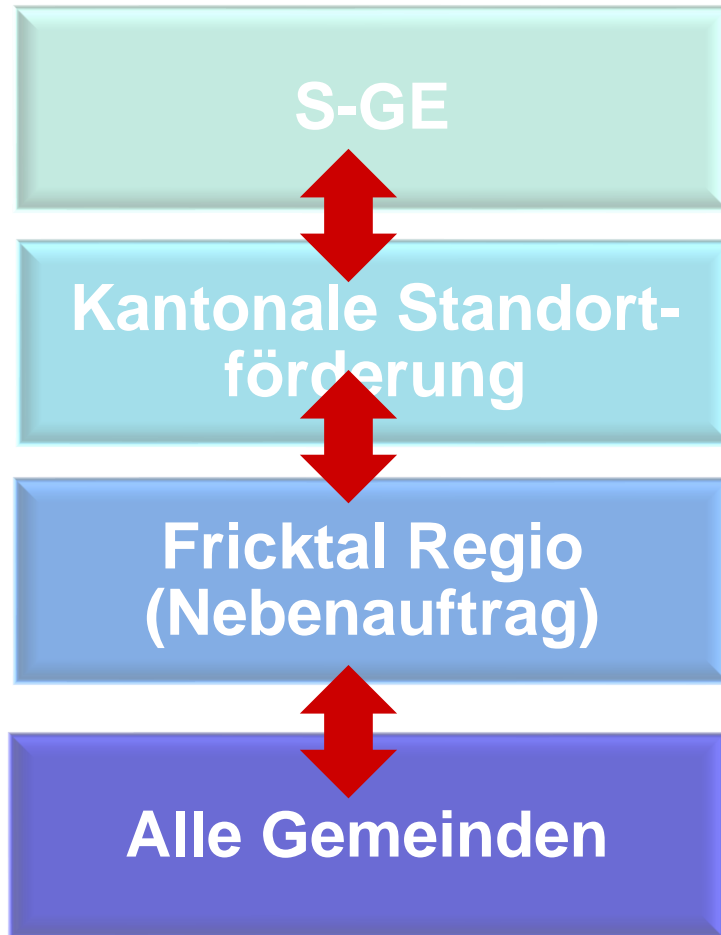 S-GE
Kantonale Standort-
förderung
Fricktal Regio
(Nebenauftrag)
Alle Gemeinden